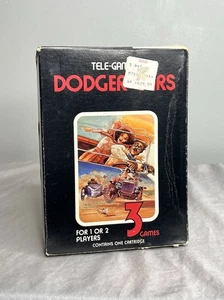 TELE-GAM
DODGER RS
FOR 1 OR 2
PLAYERS
3
GAMES
CONTAINS ONE CARTRIDGE